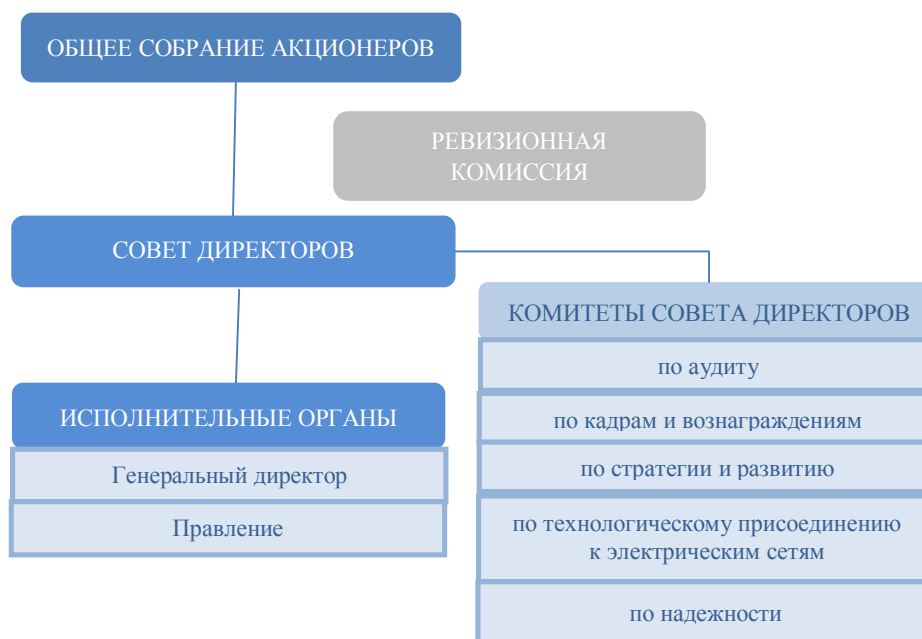 ОБЩЕЕ СОБРАНИЕ АКЦИОНЕРОВ
РЕВИЗИОННАЯ
КОМИССИЯ
СОВЕТ ДИРЕКТОРОВ
КОМИТЕТЫ СОВЕТА ДИРЕКТОРОВ
по аудиту
по кадрам и вознаграждениям
по стратегии и развитию
по технологическому присоединению
к электрическим сетям
по надежности
ИСПОЛНИТЕЛЬНЫЕ ОРГАНЫ
Генеральный директор
Правление